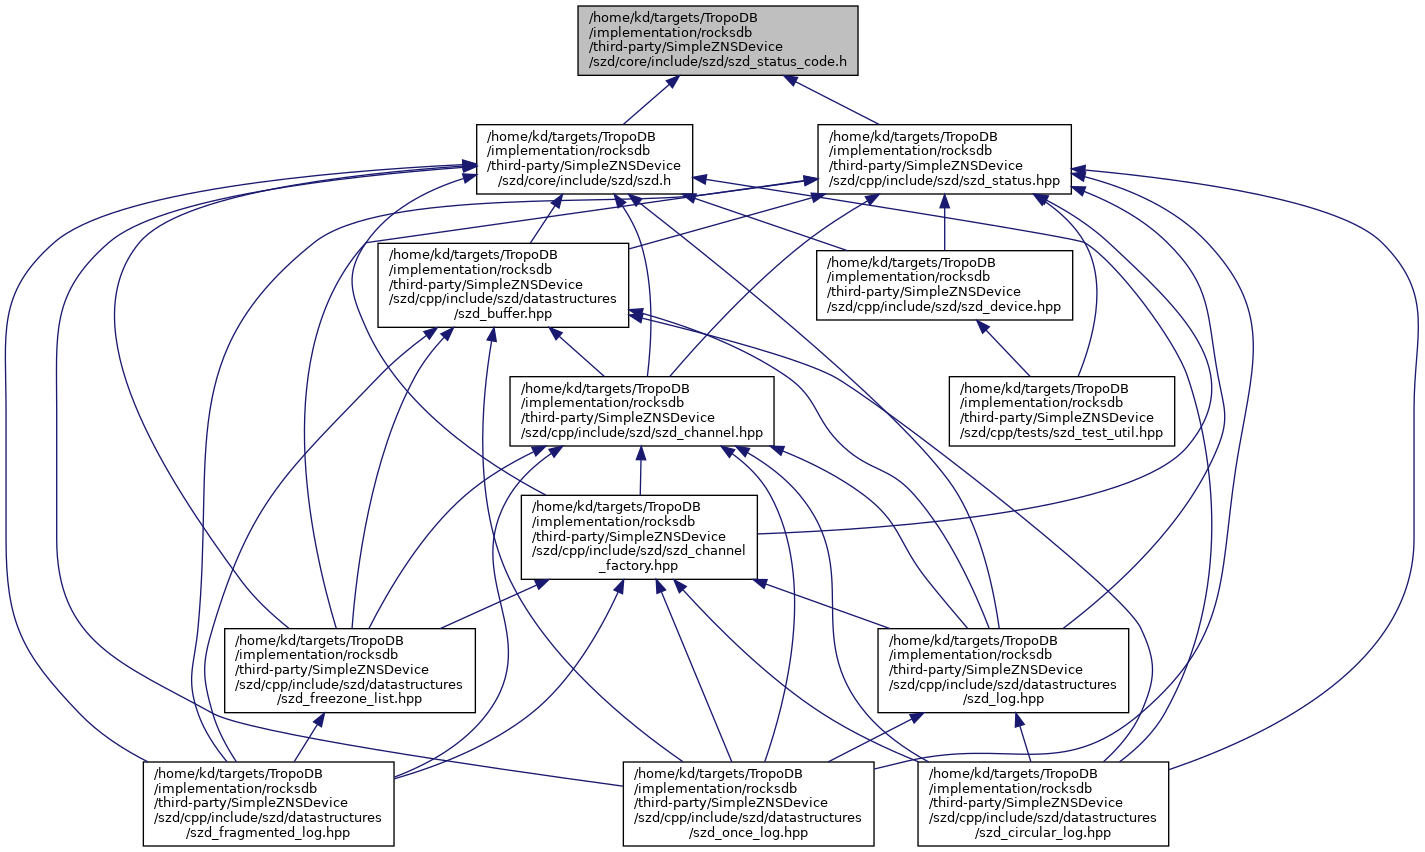 /home/kd/targets/TropoDB
/implementation/rocksdb
/third-party/SimpleZNSDevice
/szd/core/include/szd/szd_status_code.h
/home/kd/targets/TropoDB
/implementation/rocksdb
/third-party/SimpleZNSDevice
/szd/core/include/szd/szd.h
/home/kd/targets/TropoDB
/implementation/rocksdb
/third-party/SimpleZNSDevice
/szd/cpp/include/szd/szd_status.hpp
/home/kd/targets/TropoDB
/implementation/rocksdb
/third-party/SimpleZNSDevice
/szd/cpp/include/szd/datastructures
/szd_buffer.hpp
/home/kd/targets/TropoDB
/implementation/rocksdb
/third-party/SimpleZNSDevice
/szd/cpp/include/szd/szd_device.hpp
/home/kd/targets/TropoDB
/implementation/rocksdb
/third-party/SimpleZNSDevice
/szd/cpp/include/szd/szd_channel.hpp
/home/kd/targets/TropoDB
/implementation/rocksdb
/third-party/SimpleZNSDevice
/szd/cpp/tests/szd_test_util.hpp
/home/kd/targets/TropoDB
/implementation/rocksdb
/third-party/SimpleZNSDevice
/szd/cpp/include/szd/szd_channel
_factory.hpp
/home/kd/targets/TropoDB
/implementation/rocksdb
/third-party/SimpleZNSDevice
/szd/cpp/include/szd/datastructures
/szd_freezone_list.hpp
/home/kd/targets/TropoDB
/implementation/rocksdb
/third-party/SimpleZNSDevice
/szd/cpp/include/szd/datastructures
/szd_log.hpp
/home/kd/targets/TropoDB
/implementation/rocksdb
/third-party/SimpleZNSDevice
/szd/cpp/include/szd/datastructures
/szd_fragmented_log.hpp
/home/kd/targets/TropoDB
/implementation/rocksdb
/third-party/SimpleZNSDevice
/szd/cpp/include/szd/datastructures
/szd_once_log.hpp
/home/kd/targets/TropoDB
/implementation/rocksdb
/third-party/SimpleZNSDevice
/szd/cpp/include/szd/datastructures
/szd_circular_log.hpp